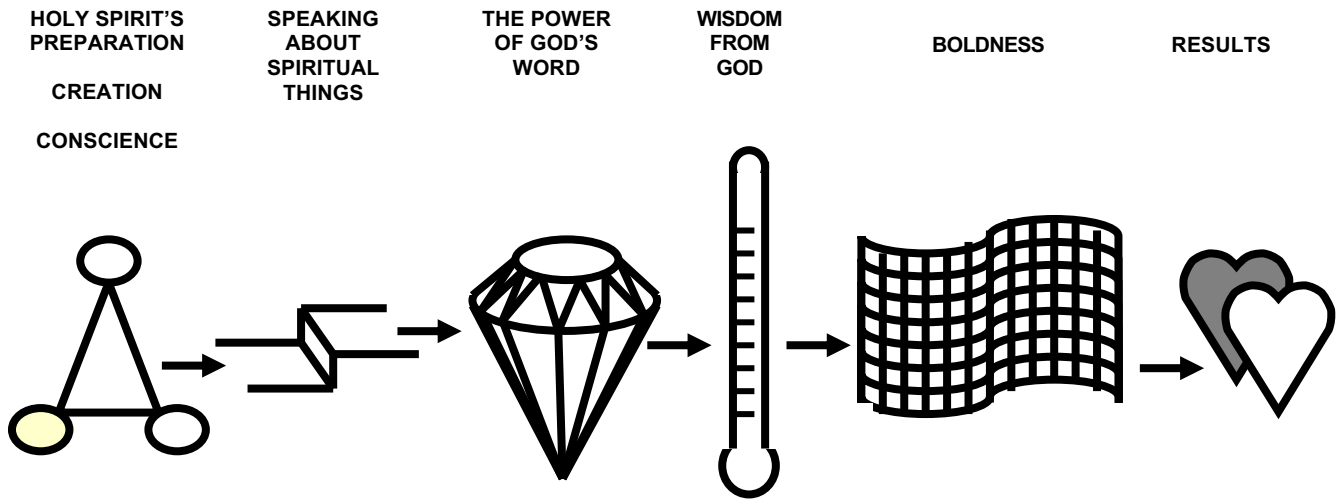 HOLY SPIRIT’S
PREPARATION
CREATION
CONSCIENCE
SPEAKING
ABOUT
SPIRITUAL
THINGS
THE POWER
OF GOD’S
WORD
WISDOM
FROM
GOD
BOLDNESS
RESULTS